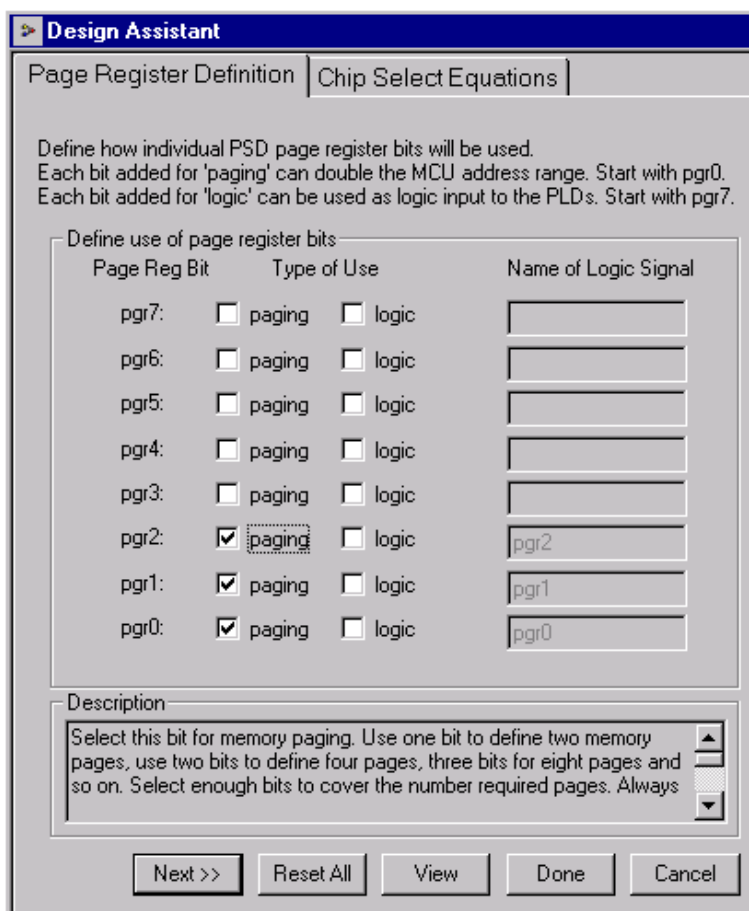 Design Assistant
Page Register Definition Chip Select Equations
Define how individual PSD page register bits will be used.
Each bit added for 'paging' can double the MCU address range. Start with pgr0.
Each bit added for 'logic' can be used as logic input to the PLDs. Start with pgr7.
Define use of page register bits
Page Reg Bit Type of Use Name of Logic Signal
pgr7: paging logic
pgr6: paging logic
pgr5: paging logic
pgr4: paging logic
pgr3: paging logic
pgr2: paging logic pgr2
pgr1: paging logic pgr1
pgr0: paging logic pgr0
Description
Select this bit for memory paging. Use one bit to define two memory
pages, use two bits to define four pages, three bits for eight pages and
so on. Select enough bits to cover the number required pages. Always
Next >> Reset All View Done Cancel